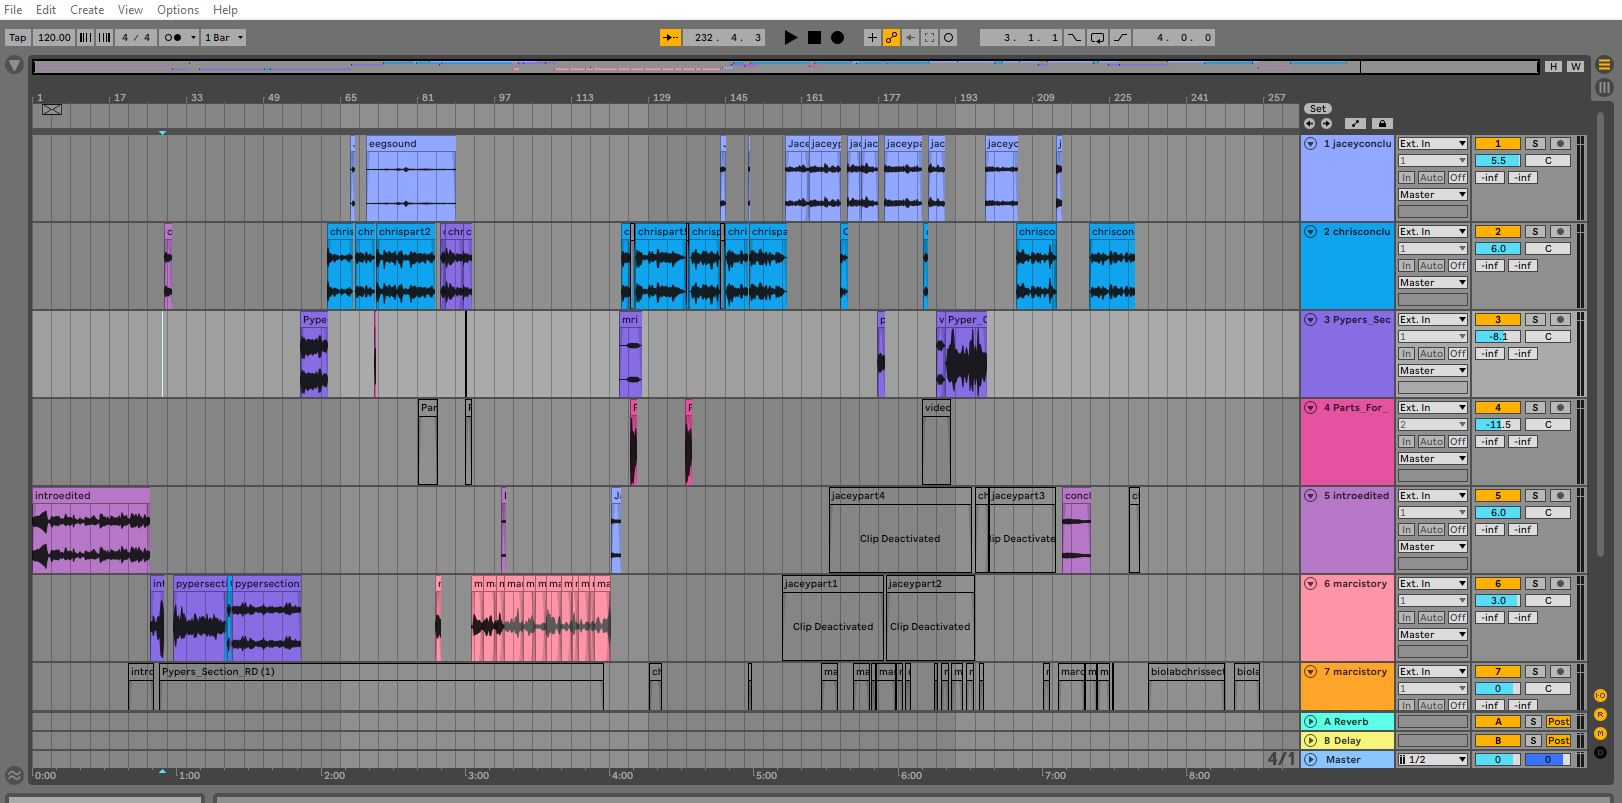 File Edit Create View Options Help
Tap 120.00 4 / 4 1 Bar 232. 4. 3 3. 1. 1 4. 0. 0
H W
1 17 33 49 65 81 97 113 129 145 161 177 193 209 225 241 257
Set
eegsound Jace jaceyp jac jaceypa jac jaceyc j
1 jaceyconclu Ext. In 1 S
1 5.5 C
In Auto Off -inf -inf
Master
c chris chr chrispart2 chr c c chrispart chrisp chri chrispa chrisco chriscon
2 chrisconclu Ext. In 2 S
1 6.0 C
In Auto Off -inf -inf
Master
Pype mri p v Pyper_C
3 Pypers_Sec Ext. In 3 S
1 -8.1 C
In Auto Off -inf -inf
Master
Par video
4 Parts_For_ Ext. In 4 S
2 -11.5 C
In Auto Off -inf -inf
Master
introedited jaceypart4 jaceypart3 concl
Clip Deactivated lip Deactivate
5 introedited Ext. In 5 S
1 6.0 C
In Auto Off -inf -inf
Master
int pypersecti pypersection m ma m mar m m m m m m ma jaceypart1 jaceypart2
Clip Deactivated Clip Deactivated
6 marcistory Ext. In 6 S
1 3.0 C
In Auto Off -inf -inf
Master
intro Pypers_Section_RD (1) ch ma ma mar marc m m biolabchrissect biola
7 marcistory Ext. In 7 S
1 0 C
In Auto Off -inf -inf
A Reverb A S Post
B Delay B S Post
4/1 Master 1/2 0 0
0:00 1:00 2:00 3:00 4:00 5:00 6:00 7:00 8:00
I-O
R
M
D